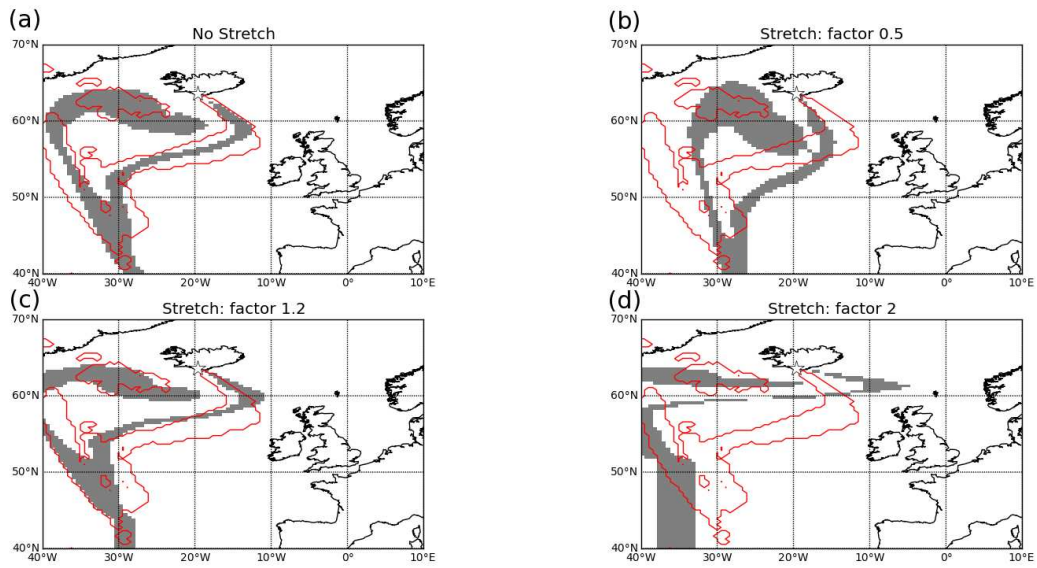 (a)
No Stretch
70°N
60°N
50°N
40°N
40°W 30°W 20°W 10°W 0° 10°E
(b)
Stretch: factor 0.5
70°N
60°N
50°N
40°N
40°W 30°W 20°W 10°W 0° 10°E
(c)
Stretch: factor 1.2
70°N
60°N
50°N
40°N
40°W 30°W 20°W 10°W 0° 10°E
(d)
Stretch: factor 2
70°N
60°N
50°N
40°N
40°W 30°W 20°W 10°W 0° 10°E